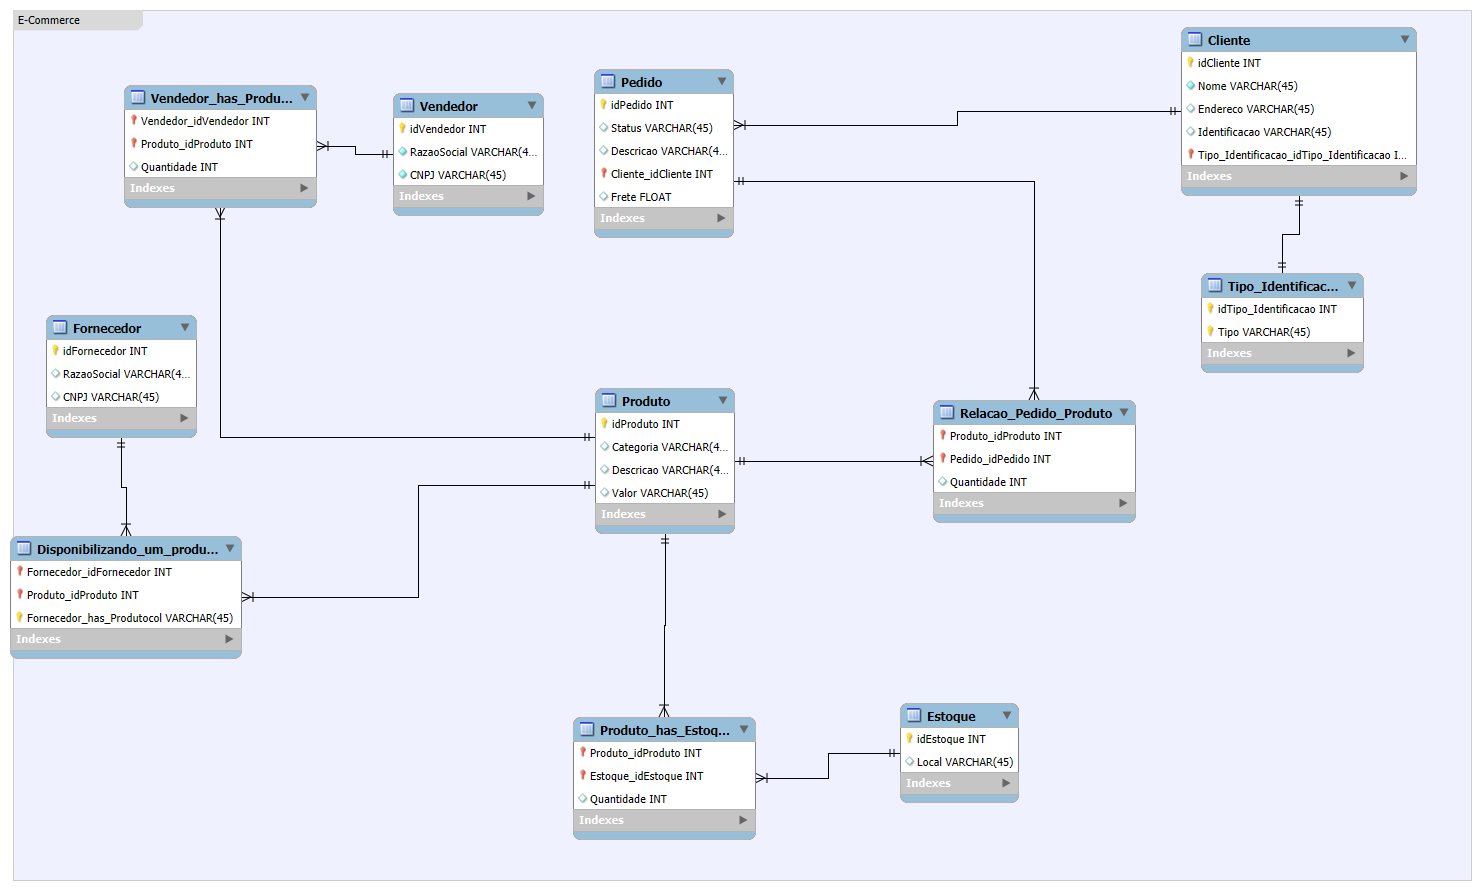 E-Commerce
Vendedor_has_Produ...
Vendedor_idVendedor INT
Produto_idProduto INT
Quantidade INT
Indexes
Vendedor
idVendedor INT
RazaoSocial VARCHAR(4...
CNPJ VARCHAR(45)
Indexes
Pedido
idPedido INT
Status VARCHAR(45)
Descricao VARCHAR(4...
Cliente_idCliente INT
Frete FLOAT
Indexes
Cliente
idCliente INT
Nome VARCHAR(45)
Endereco VARCHAR(45)
Identificacao VARCHAR(45)
Tipo_Identificacao_idTipo_Identificacao I...
Indexes
Tipo_Identificac...
idTipo_Identificacao INT
Tipo VARCHAR(45)
Indexes
Fornecedor
idFornecedor INT
RazaoSocial VARCHAR(4...
CNPJ VARCHAR(45)
Indexes
Produto
idProduto INT
Categoria VARCHAR(4...
Descricao VARCHAR(4...
Valor VARCHAR(45)
Indexes
Relacao_Pedido_Produto
Produto_idProduto INT
Pedido_idPedido INT
Quantidade INT
Indexes
Disponibilizando_um_produ...
Fornecedor_idFornecedor INT
Produto_idProduto INT
Fornecedor_has_Produtocol VARCHAR(45)
Indexes
Produto_has_Estoq...
Produto_idProduto INT
Estoque_idEstoque INT
Quantidade INT
Indexes
Estoque
idEstoque INT
Local VARCHAR(45)
Indexes